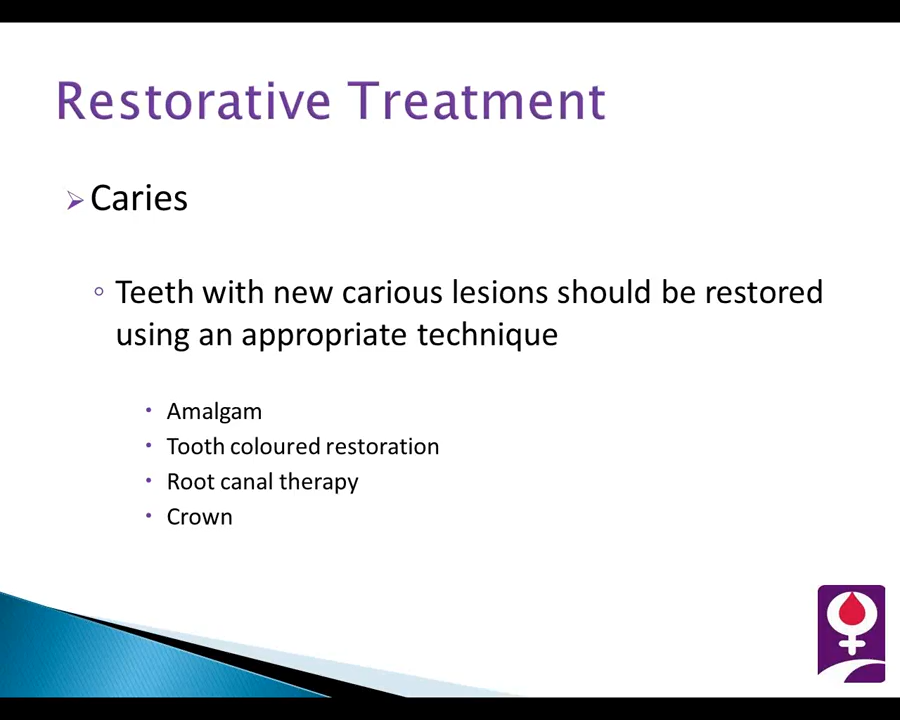 Restorative Treatment
Caries
Teeth with new carious lesions should be restored
using an appropriate technique
Amalgam
Tooth coloured restoration
Root canal therapy
Crown